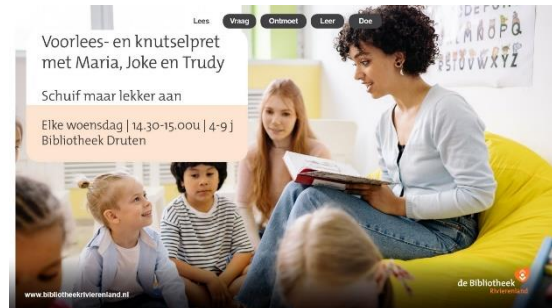 Lees Vraag Ontmoet Leer Doe
Voorlees- en knutselpret
met Maria, Joke en Trudy
Schuif maar lekker aan
Elke woensdag | 14.30-15.00u | 4-9 j
Bibliotheek Druten
K L M N O P Q
R S T U V W X Y Z
www.bibliotheekrivierenland.nl
de Bibliotheek
Rivierenland